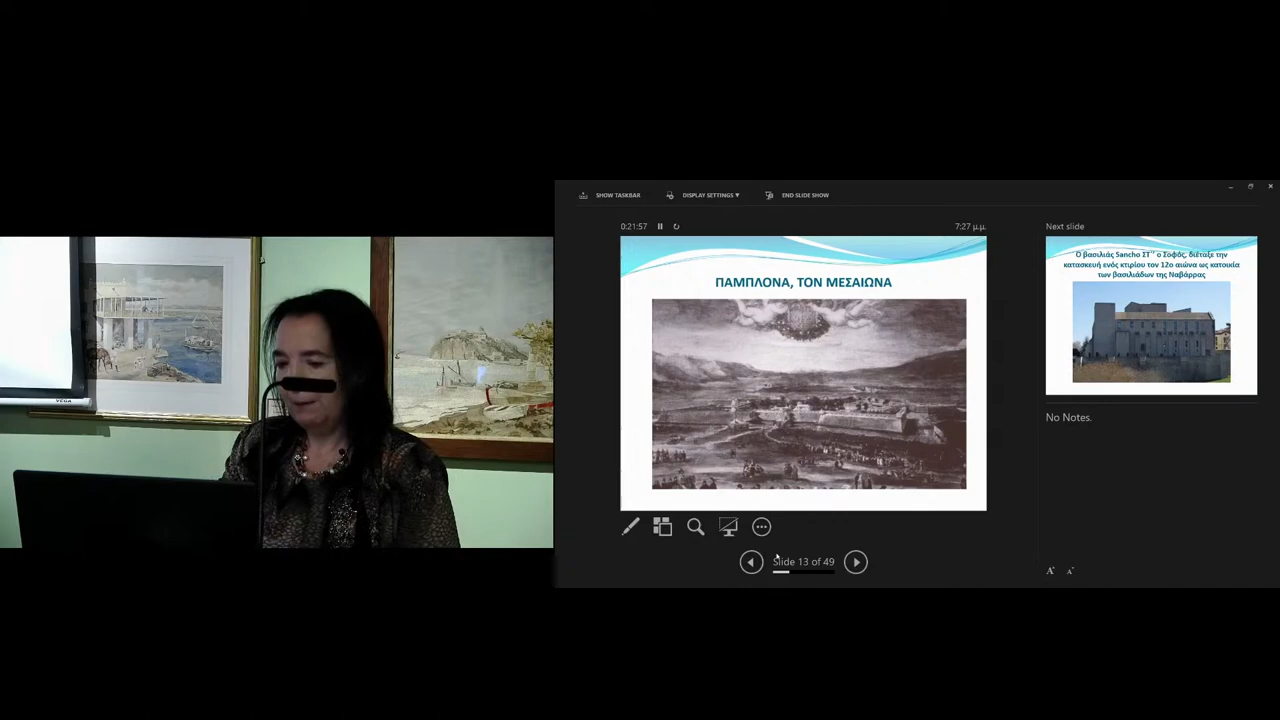 SHOW TASKBAR
DISPLAY SETTINGS ▾
END SLIDE SHOW
0:21:57
7:27 μ.μ.
ΠΑΜΠΛΟΝΑ, ΤΟΝ ΜΕΣΑΙΩΝΑ
Slide 13 of 49
Next slide
Ο βασιλιάς Sancho ΣΤ'' ο Σοφός, διέταξε την
κατασκευή ενός κτιρίου τον 12ο αιώνα ως κατοικία
των βασιλιάδων της Ναβάρρας
No Notes.
A A
VEGA